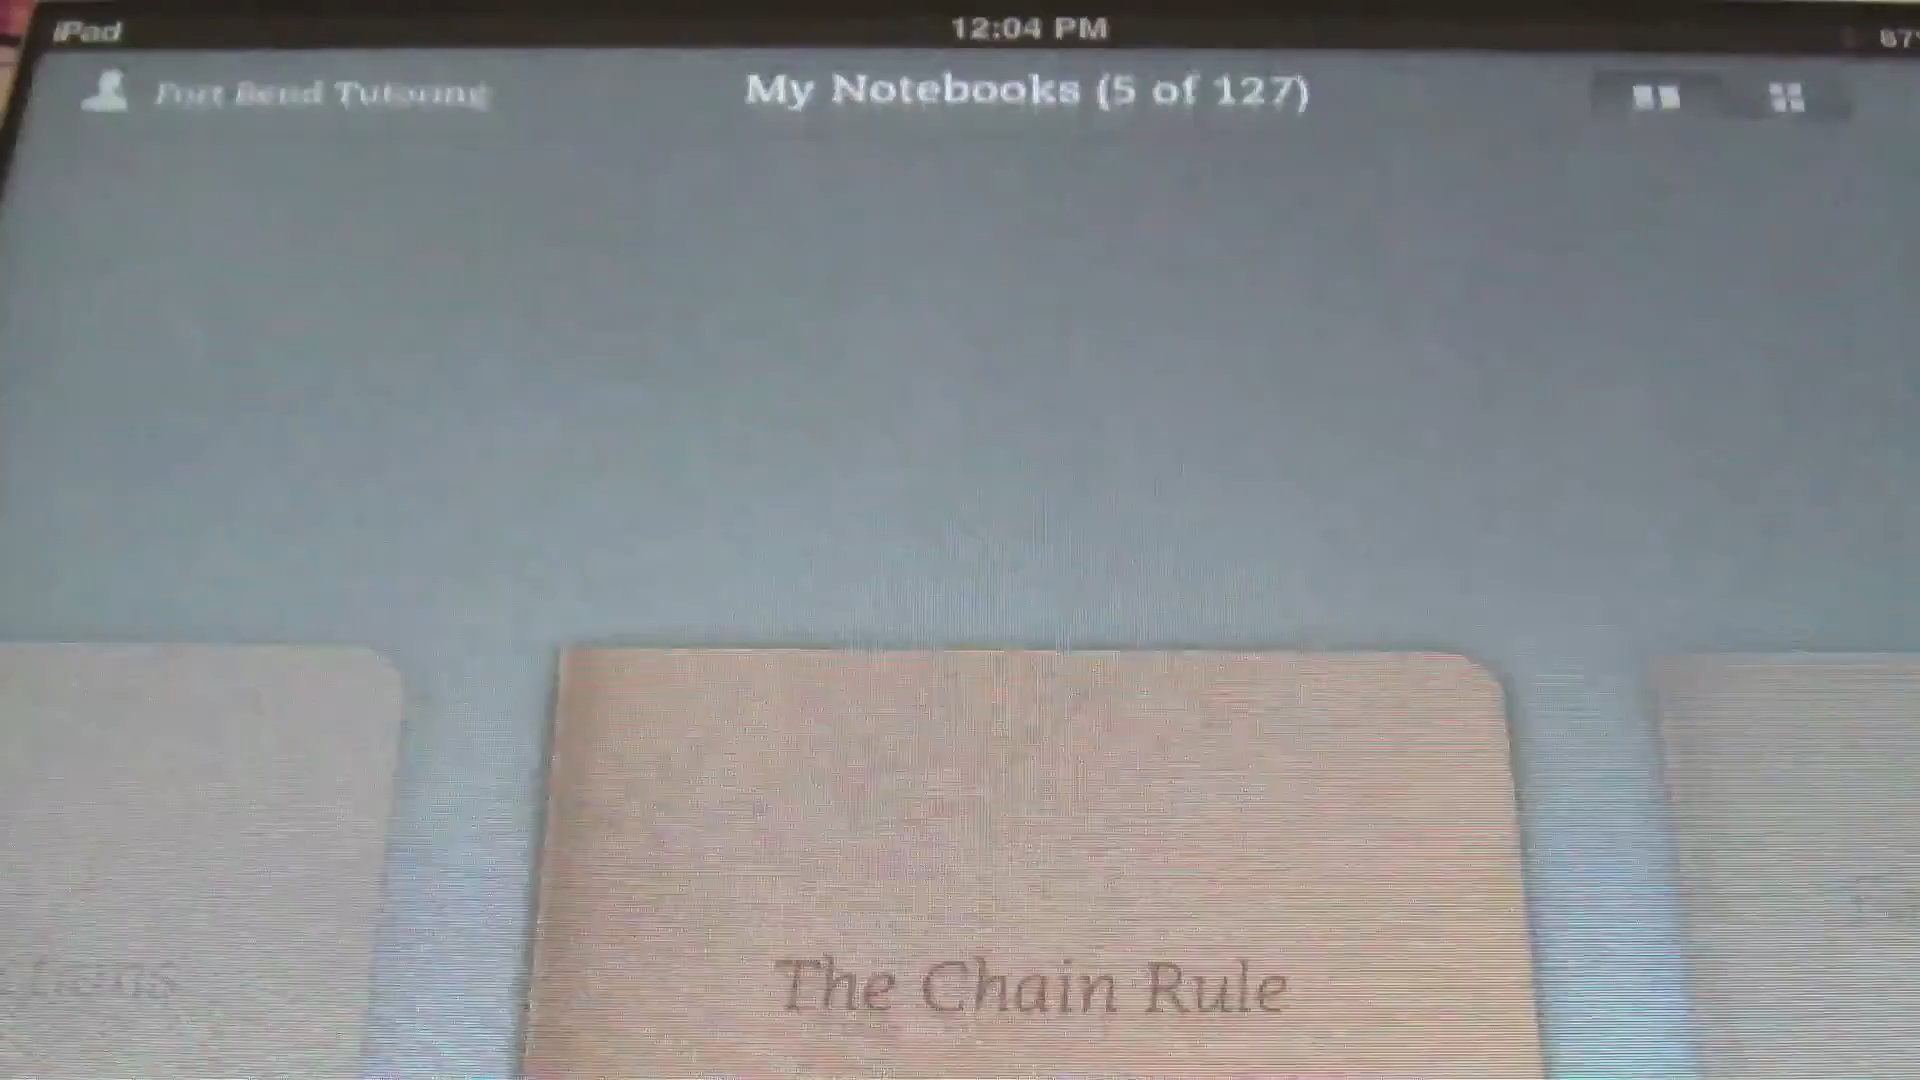 iPad
12:04 PM
Fort Bend Tutoring
My Notebooks (5 of 127)
The Chain Rule